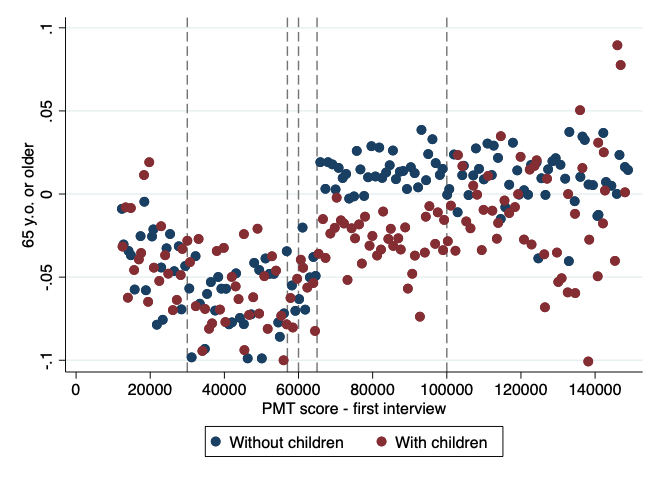 .1
.05
0
-.05
-.1
65 y.o. or older
0 20000 40000 60000 80000 100000 120000 140000
PMT score - first interview
Without children With children